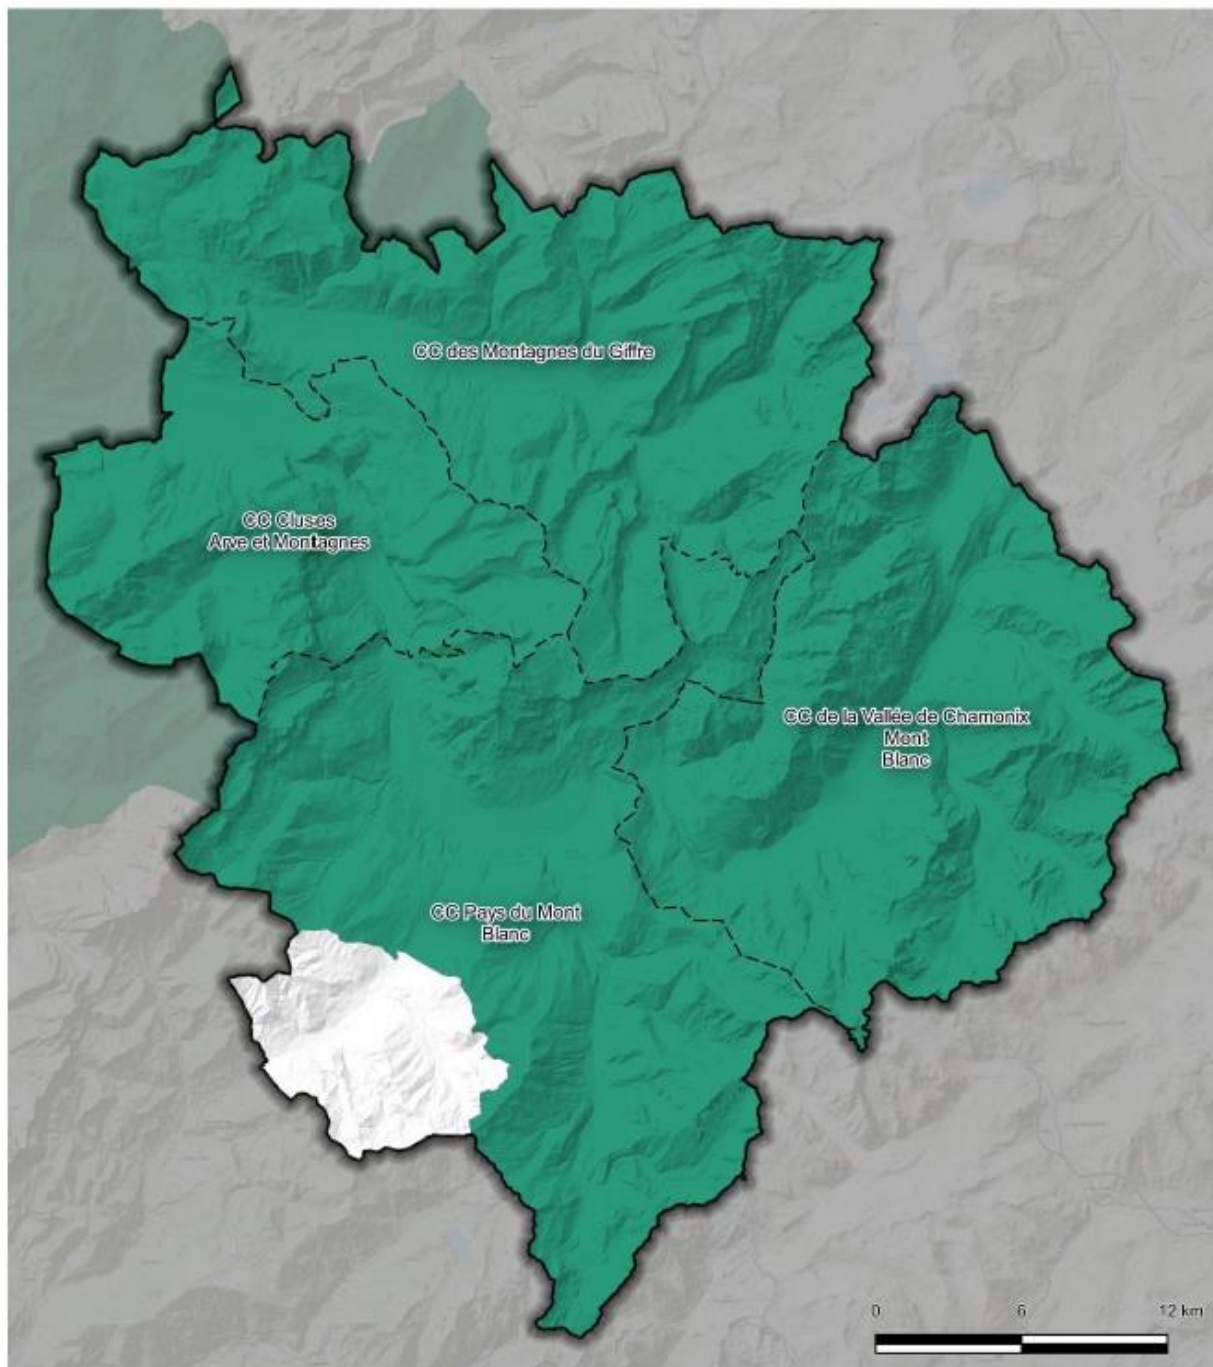 CC des Montagnes du Giffre
CC Cluses
Arve et Montagnes
CC de la Vallée de Chamonix
Mont
Blanc
CC Pays du Mont
Blanc
0 6 12 km